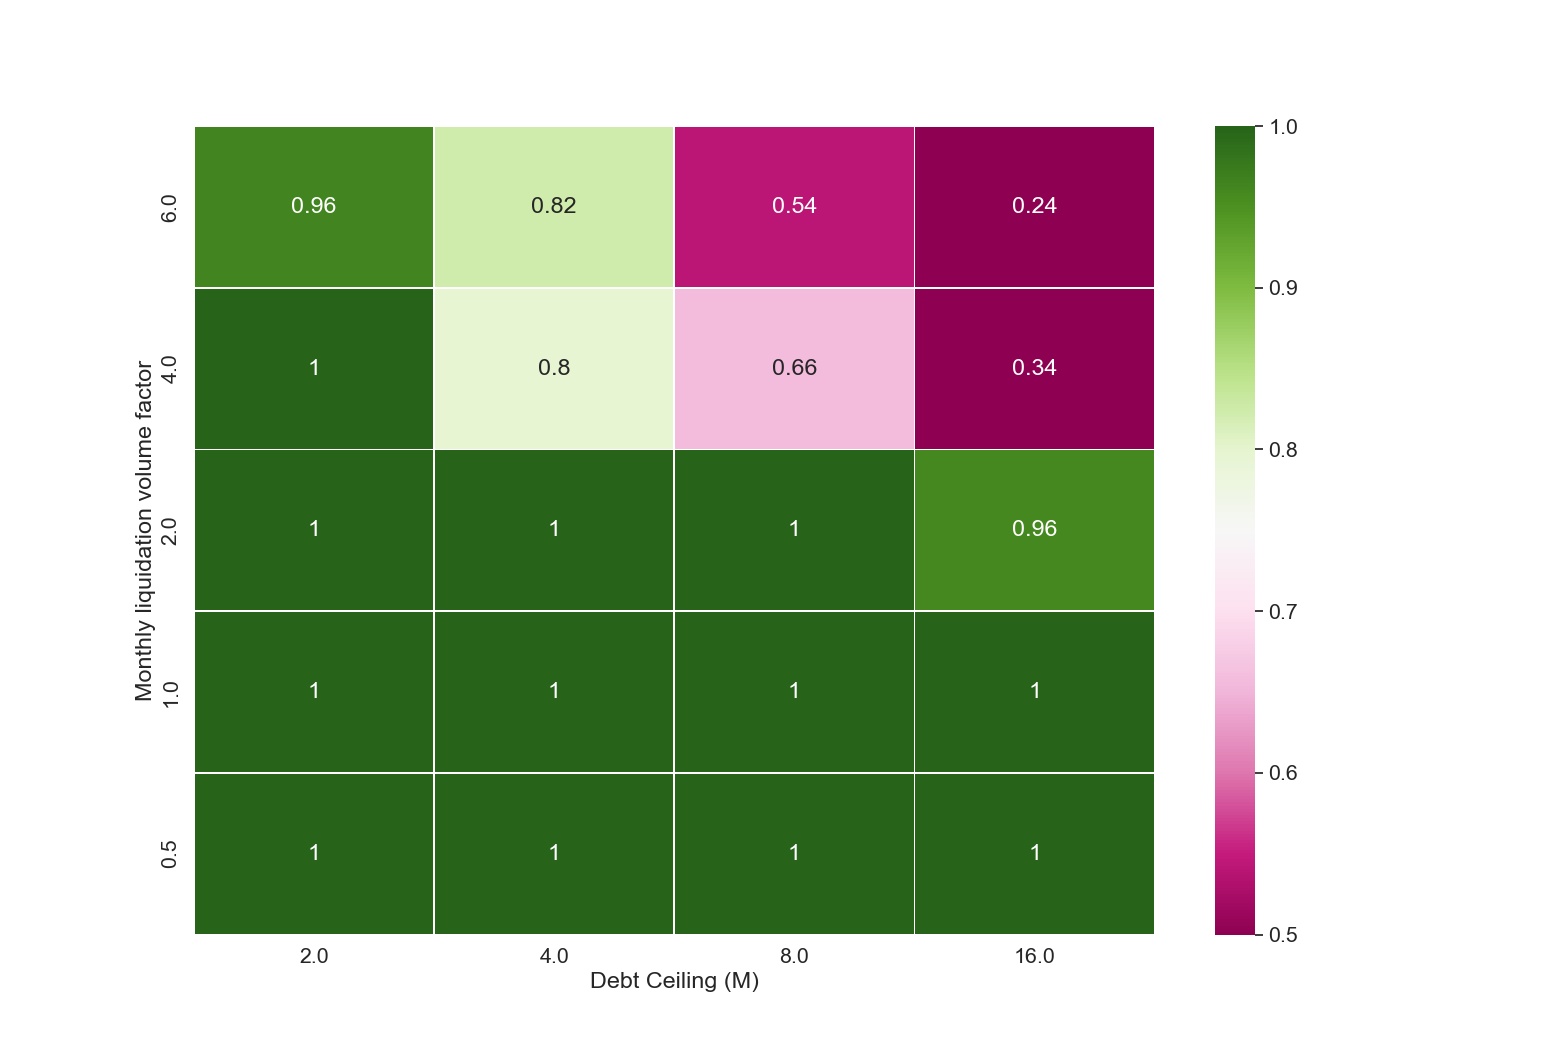 Monthly liquidation volume factor
6.0 0.96 0.82 0.54 0.24
4.0 1 0.8 0.66 0.34
2.0 1 1 1 0.96
1.0 1 1 1 1
0.5 1 1 1 1
2.0 4.0 8.0 16.0
Debt Ceiling (M)
1.0
0.9
0.8
0.7
0.6
0.5